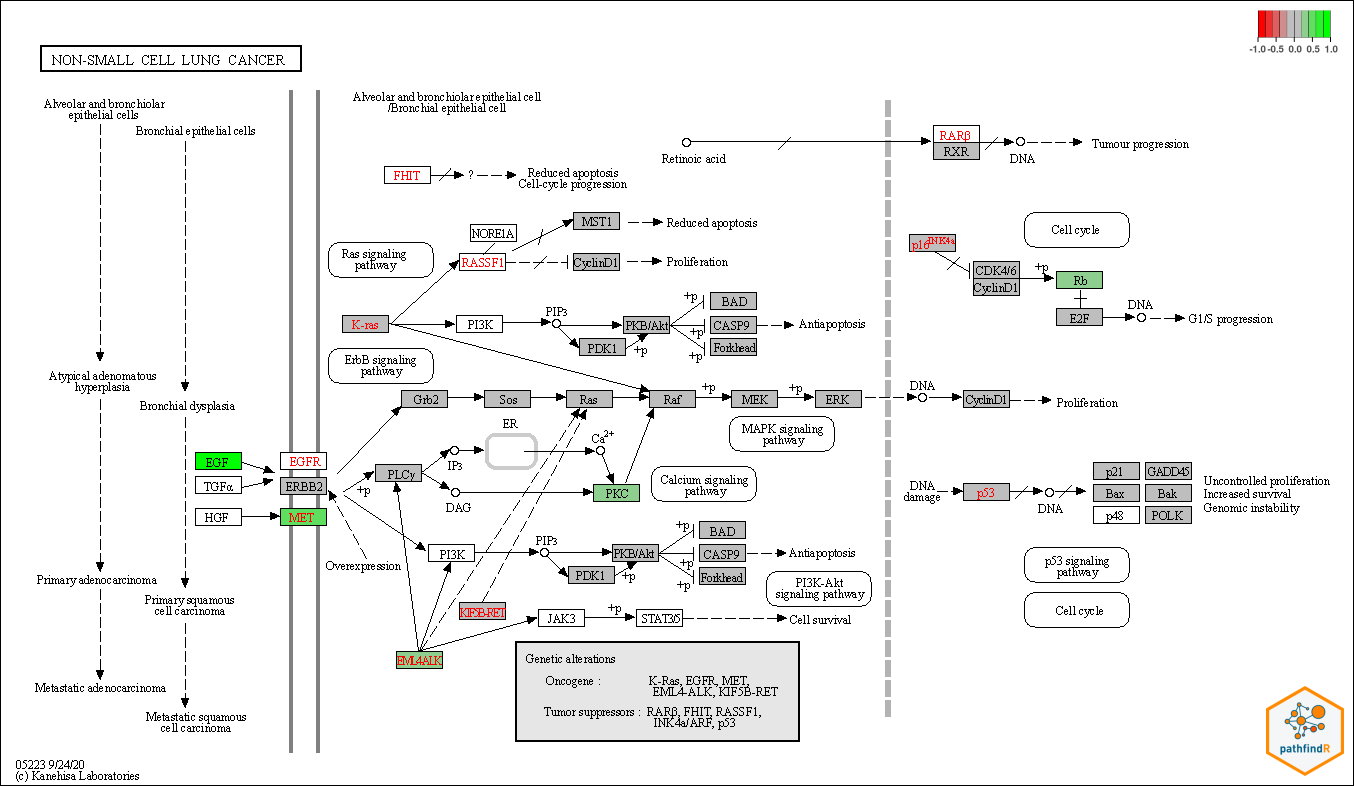 -1.0 -0.5 0.0 0.5 1.0
NON-SMALL CELL LUNG CANCER
Alveolar and bronchiolar
epithelial cells
Bronchial epithelial cells
Alveolar and bronchiolar epithelial cell
/Bronchial epithelial cell
Retinoic acid
RARβ
RXR
DNA
Tumour progression
FHIT
?
Reduced apoptosis
Cell-cycle progression
NORE1A
MST1
Reduced apoptosis
Ras signaling
pathway
RASSF1
CyclinD1
Proliferation
p16INK4a
Cell cycle
CDK4/6
CyclinD1
+p
Rb
E2F
DNA
G1/S progression
K-ras
PI3K
PIP3
PKB/Akt
PDK1
+p
+p
+p
+p
BAD
CASP9
Forkhead
Antiapoptosis
ErbB signaling
pathway
Atypical adenomatous
hyperplasia
Bronchial dysplasia
Grb2
Sos
Ras
Raf
+p
MEK
+p
ERK
DNA
CyclinD1
Proliferation
MAPK signaling
pathway
ER
Ca2+
IP3
EGF
TGFα
HGF
EGFR
ERBB2
MET
PLCγ
+p
DAG
PKC
Calcium signaling
pathway
DNA
damage
p53
DNA
p21
GADD45
Bax
Bak
p48
POLK
Uncontrolled proliferation
Increased survival
Genomic instability
Overexpression
PI3K
PIP3
PKB/Akt
PDK1
+p
+p
+p
+p
BAD
CASP9
Forkhead
Antiapoptosis
PI3K-Akt
signaling pathway
p53 signaling
pathway
Cell cycle
Primary adenocarcinoma
Primary squamous
cell carcinoma
KIF5B-RET
JAK3
+p
STAT3/5
Cell survival
EML4ALK
Metastatic adenocarcinoma
Metastatic squamous
cell carcinoma
Genetic alterations
Oncogene : K-Ras, EGFR, MET,
EML4-ALK, KIF5B-RET
Tumor suppressors : RARβ, FHIT, RASSF1,
INK4a/ARF, p53
05223 9/24/20
(c) Kanehisa Laboratories
pathfindR